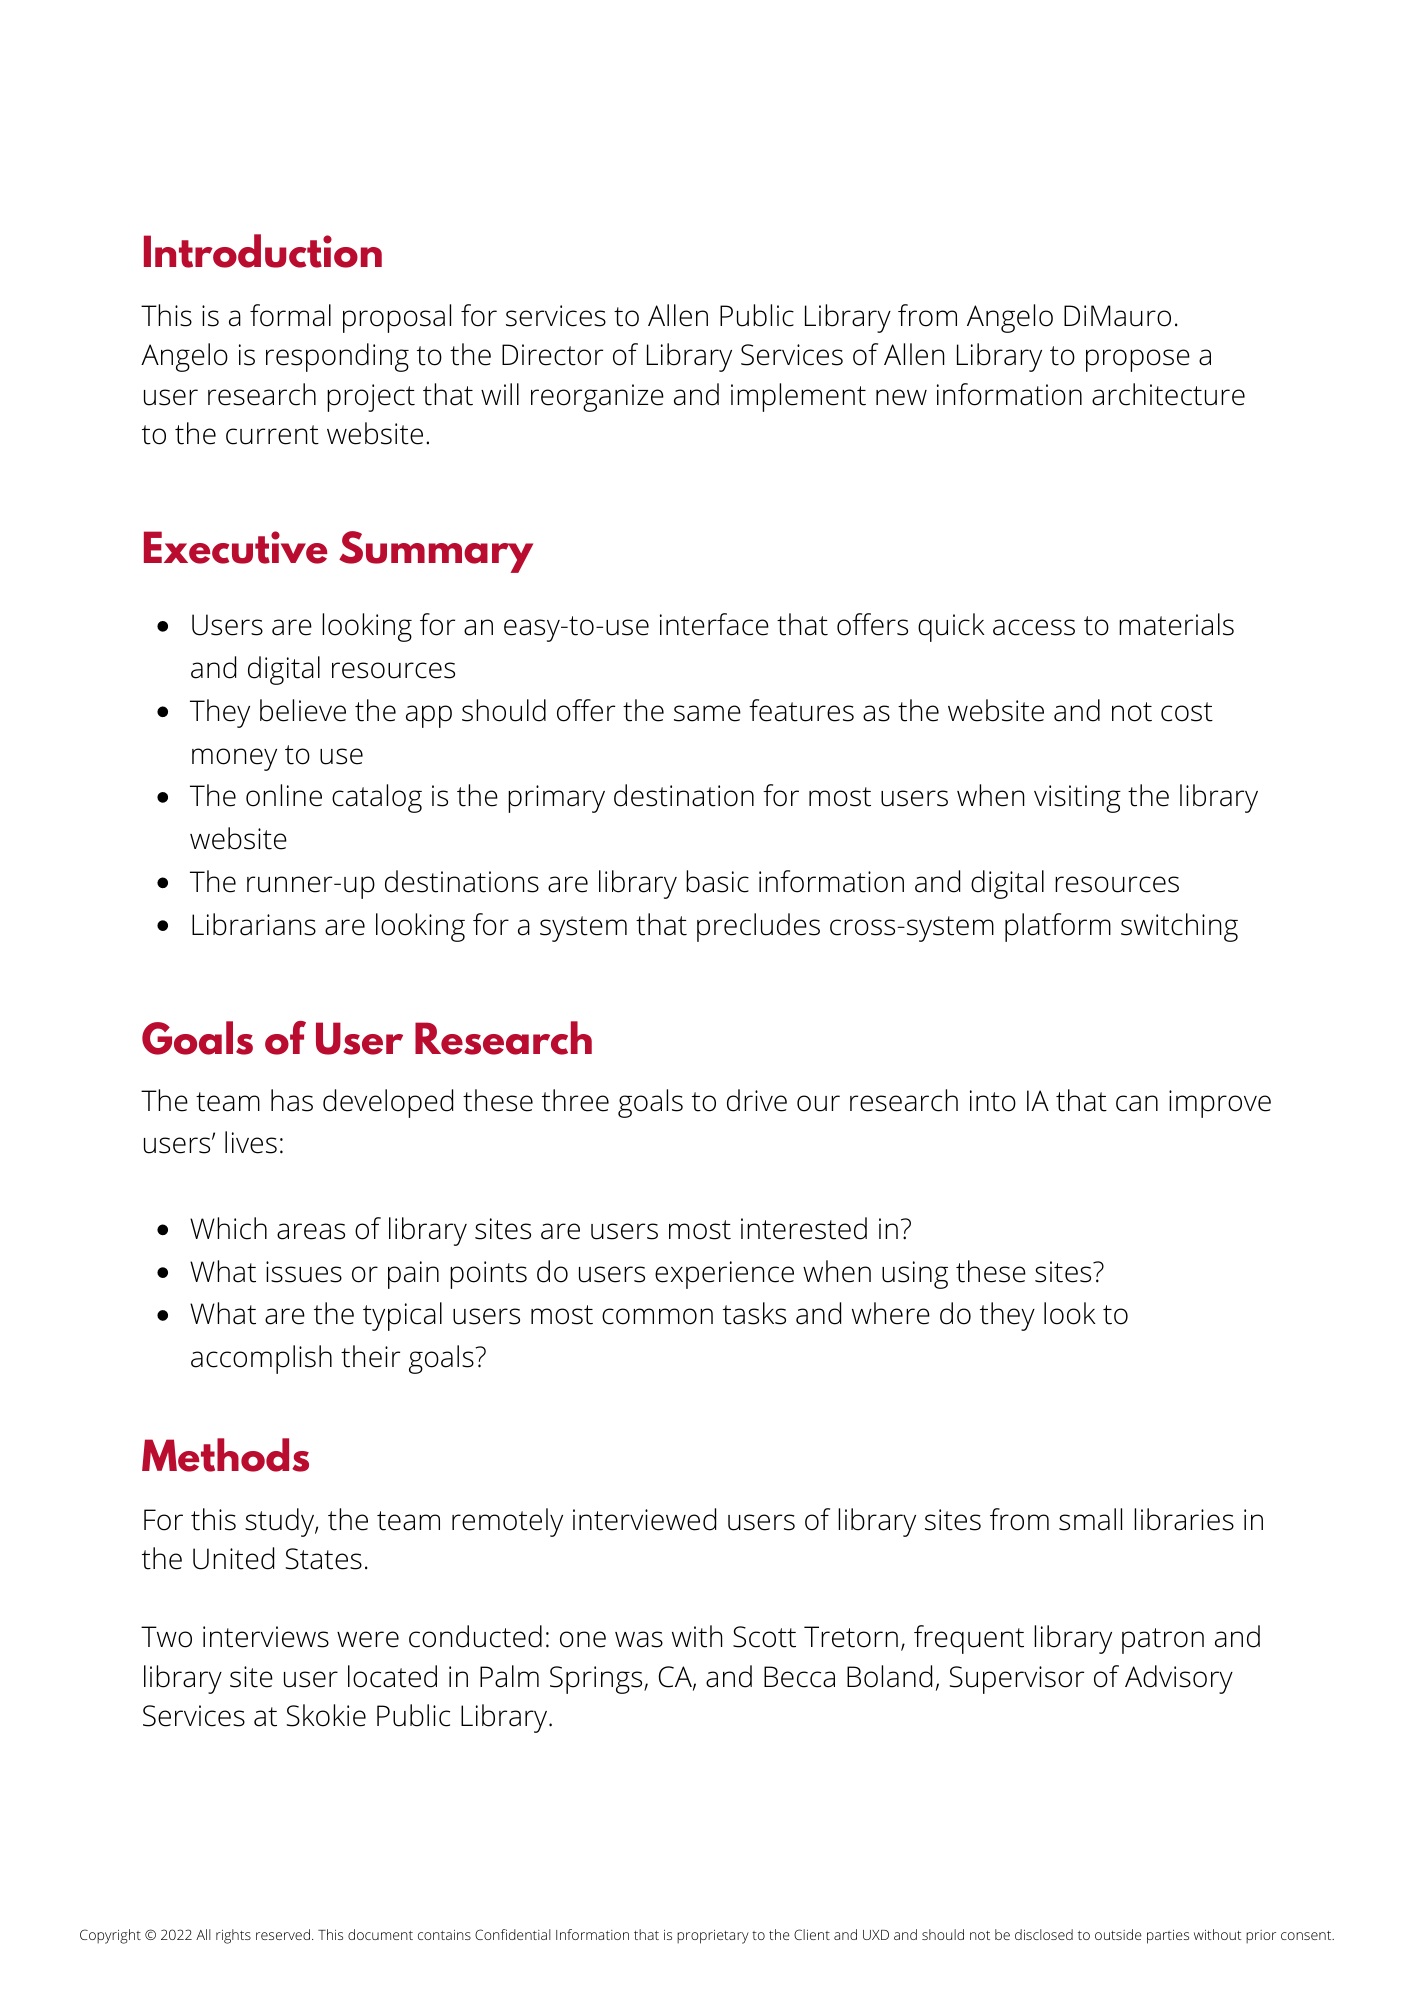 Introduction
This is a formal proposal for services to Allen Public Library from Angelo DiMauro.
Angelo is responding to the Director of Library Services of Allen Library to propose a
user research project that will reorganize and implement new information architecture
to the current website.
Executive Summary
• Users are looking for an easy-to-use interface that offers quick access to materials
and digital resources
• They believe the app should offer the same features as the website and not cost
money to use
• The online catalog is the primary destination for most users when visiting the library
website
• The runner-up destinations are library basic information and digital resources
• Librarians are looking for a system that precludes cross-system platform switching
Goals of User Research
The team has developed these three goals to drive our research into IA that can improve
users’ lives:
• Which areas of library sites are users most interested in?
• What issues or pain points do users experience when using these sites?
• What are the typical users most common tasks and where do they look to
accomplish their goals?
Methods
For this study, the team remotely interviewed users of library sites from small libraries in
the United States.
Two interviews were conducted: one was with Scott Tretorn, frequent library patron and
library site user located in Palm Springs, CA, and Becca Boland, Supervisor of Advisory
Services at Skokie Public Library.
Copyright © 2022 All rights reserved. This document contains Confidential Information that is proprietary to the Client and UXD and should not be disclosed to outside parties without prior consent.